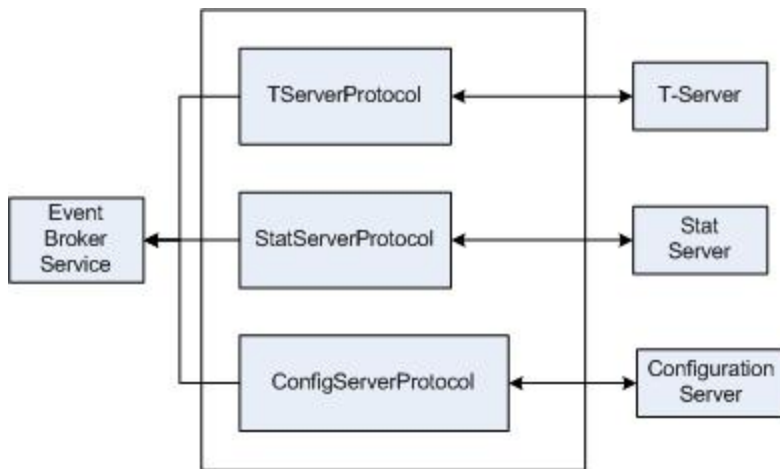 TServerProtocol
T-Server
Event
Broker
Service
StatServerProtocol
Stat
Server
ConfigServerProtocol
Configuration
Server